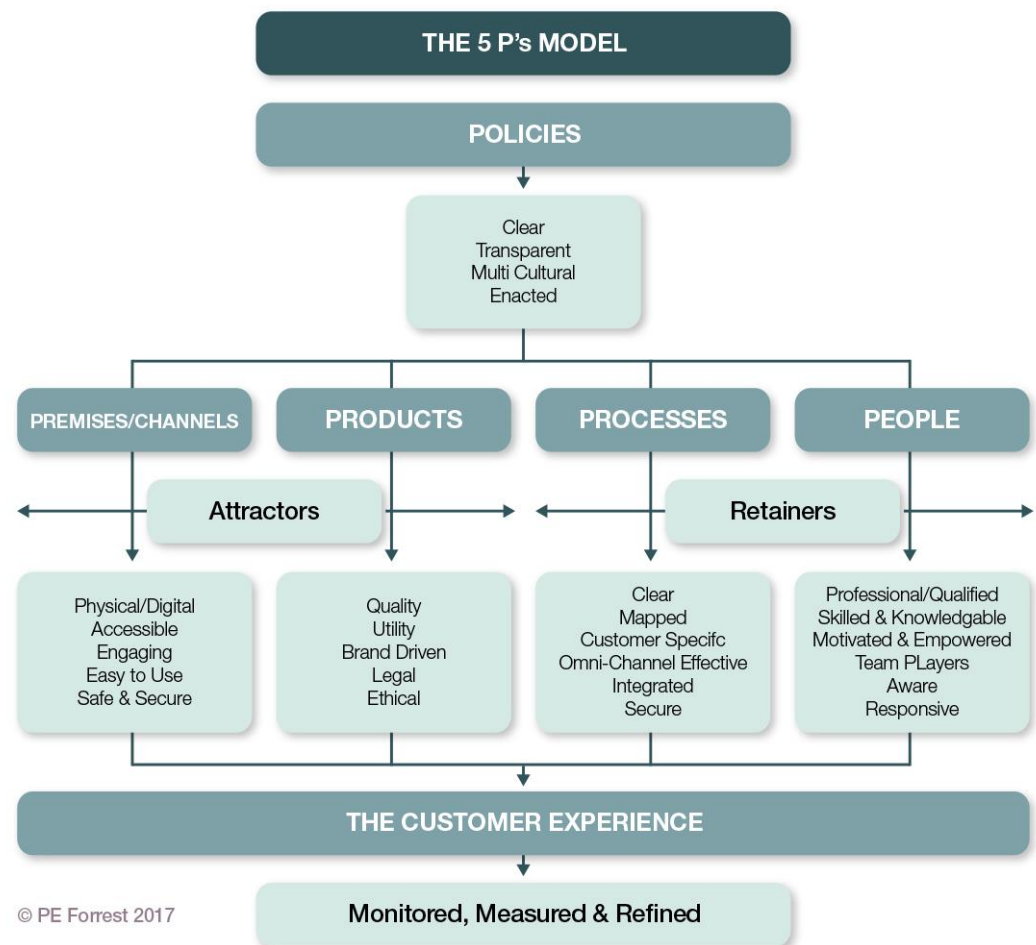 THE 5 P's MODEL
POLICIES
Clear
Transparent
Multi Cultural
Enacted
PREMISES/CHANNELS
PRODUCTS
PROCESSES
PEOPLE
Attractors
Retainers
Physical/Digital
Accessible
Engaging
Easy to Use
Safe & Secure
Quality
Utility
Brand Driven
Legal
Ethical
Clear
Mapped
Customer Specifc
Omni-Channel Effective
Integrated
Secure
Professional/Qualified
Skilled & Knowledgable
Motivated & Empowered
Team PLayers
Aware
Responsive
THE CUSTOMER EXPERIENCE
Monitored, Measured & Refined
© PE Forrest 2017